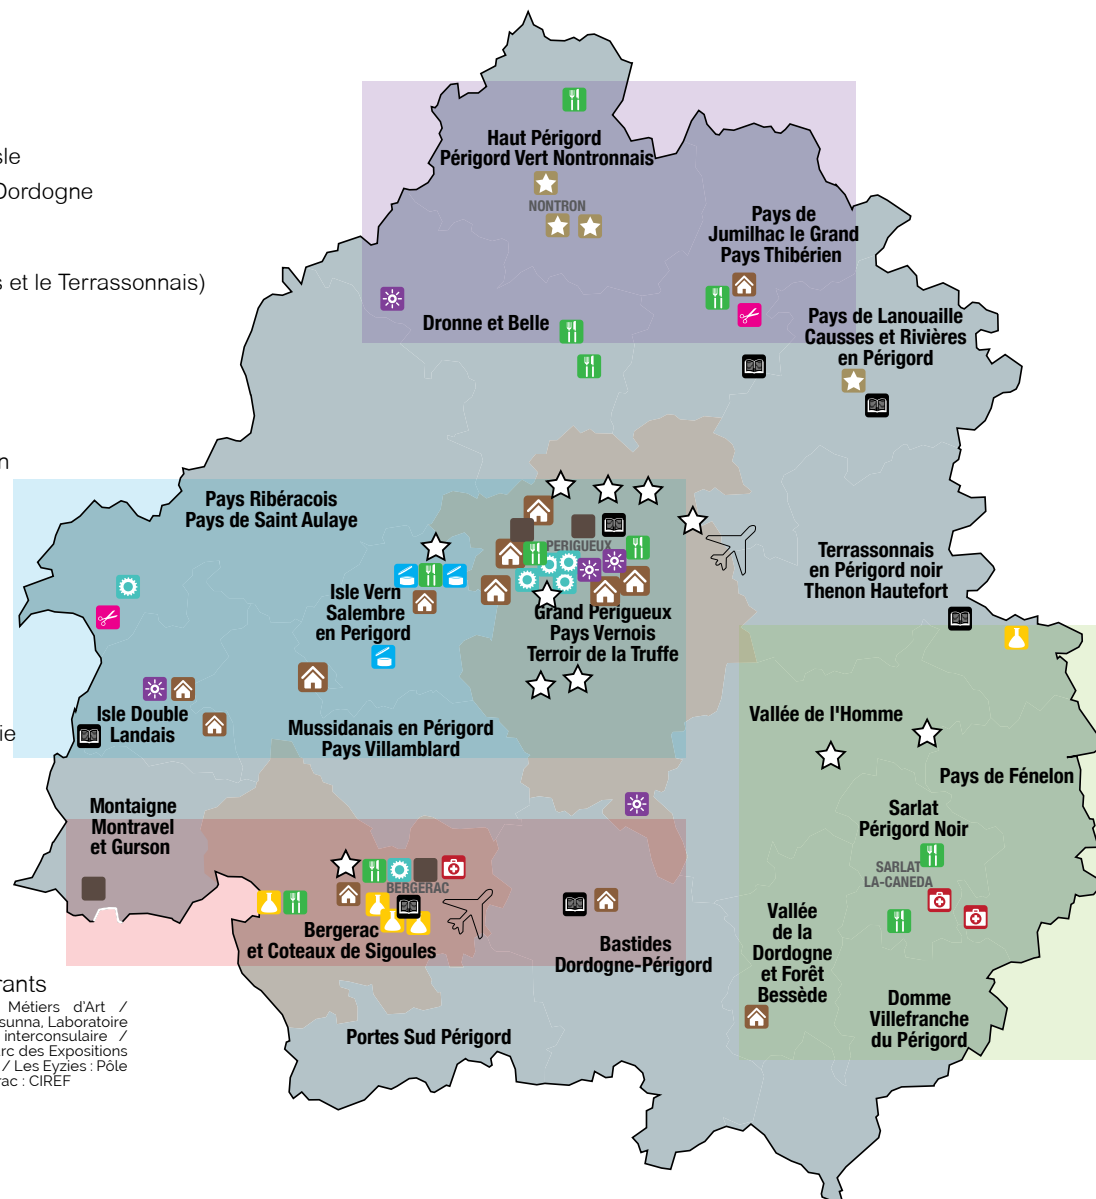 sle
Dordogne
s et le Terrassonnais)
n
ie
Haut Périgord
Périgord Vert Nontronnais
NONTRON
Pays de
Jumilhac le Grand
Pays Thibérien
Dronne et Belle
Pays de Lanouaille
Causses et Rivières
en Périgord
Pays Ribéracois
Pays de Saint Aulaye
PERIGUEUX
Isle Vern
Salembre
en Perigord
Grand Périgueux
Pays Vernois
Terroir de la Truffe
Terrassonnais
en Périgord noir
Thenon Hautefort
Isle Double
Landais
Mussidanais en Périgord
Pays Villamblard
Vallée de l'Homme
Pays de Fénelon
Sarlat
Périgord Noir
SARLAT
LA-CANEDA
Montaigne
Montravel
et Gurson
BERGERAC
Bergerac
et Coteaux de Sigoules
Bastides
Dordogne-Périgord
Vallée
de la
Dordogne
et Forêt
Bessède
Domme
Villefranche
du Périgord
Portes Sud Périgord
rants
Métiers d'Art /
sunna, Laboratoire
interconsulaire /
rc des Expositions
/ Les Eyzies : Pôle
rac : CIREF